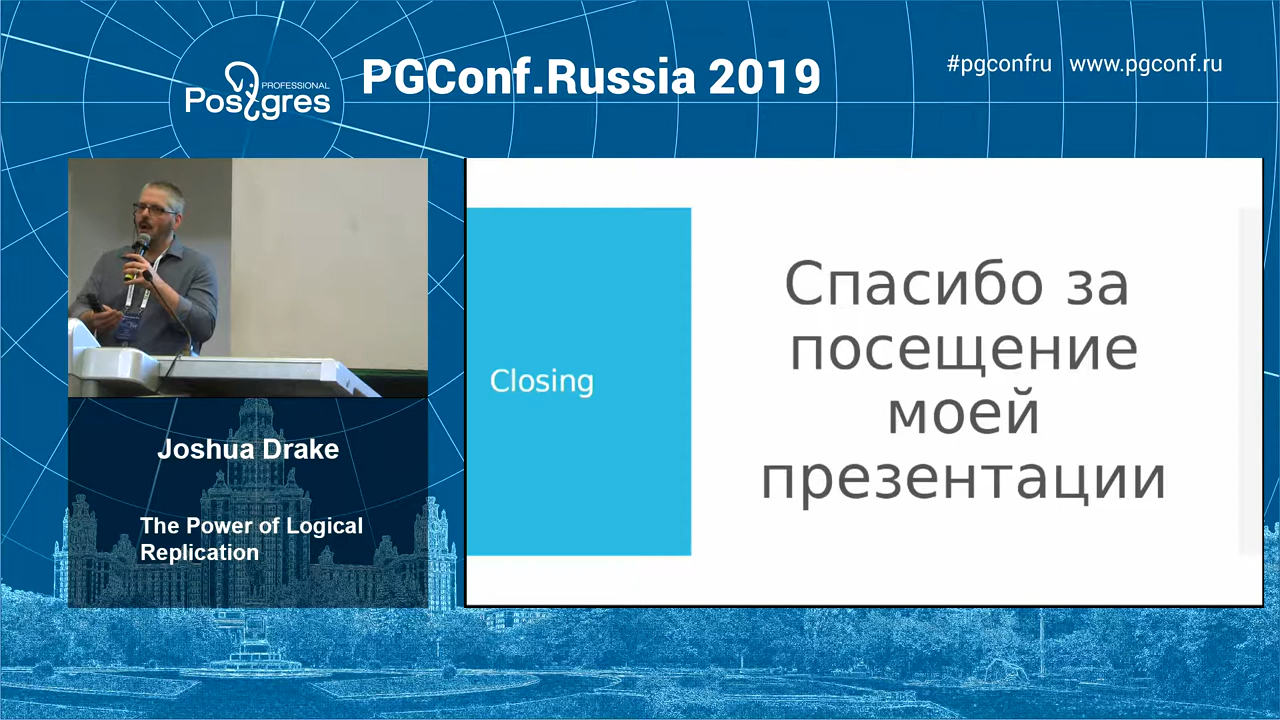 PROFESSIONAL
Postgres
PGConf.Russia 2019
#pgconfru www.pgconf.ru
Joshua Drake
The Power of Logical
Replication
Closing
Спасибо за
посещение
моей
презентации